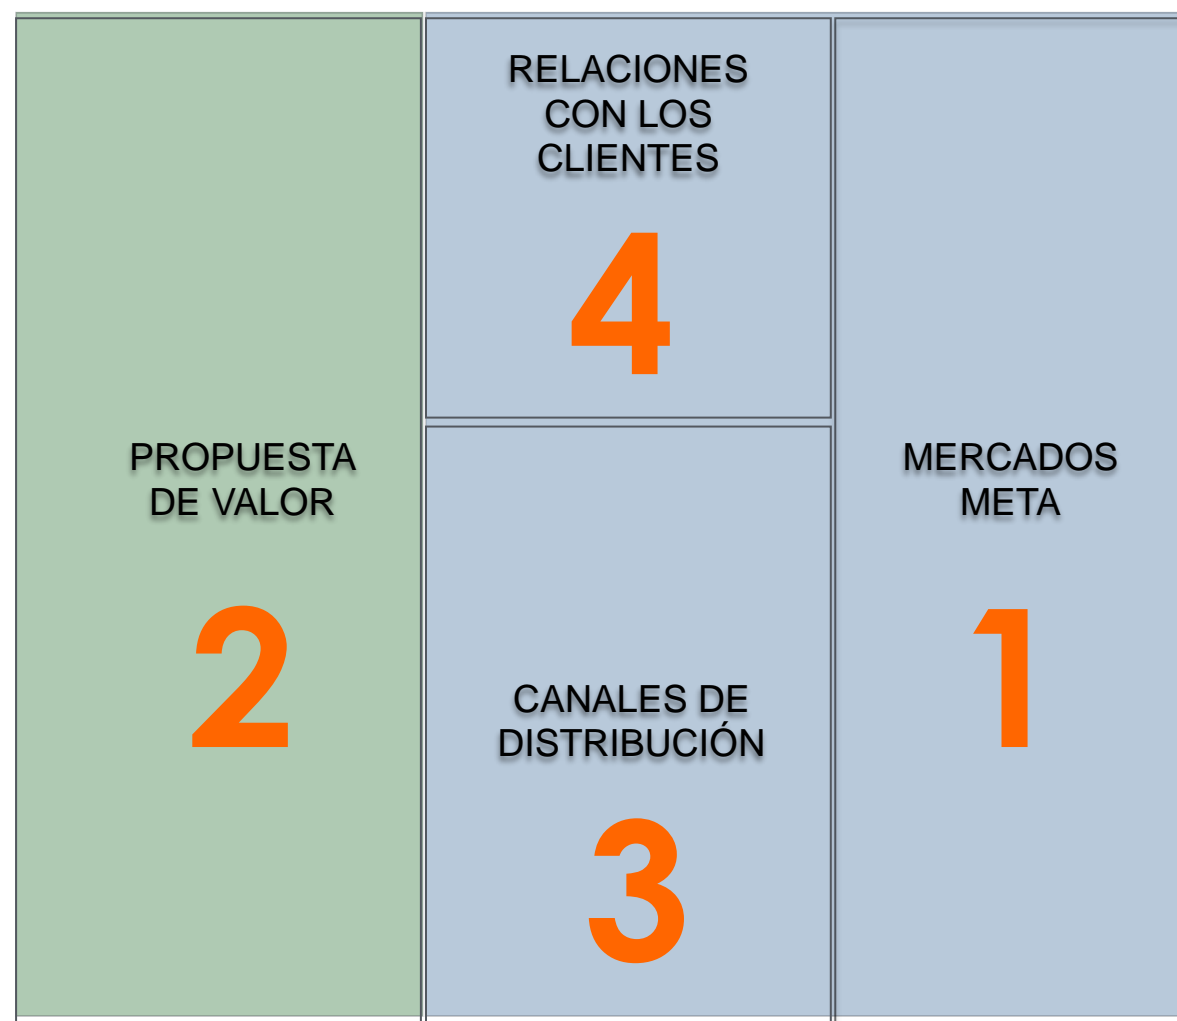 RELACIONES
CON LOS
CLIENTES
4
PROPUESTA
DE VALOR
2
CANALES DE
DISTRIBUCIÓN
3
MERCADOS
META
1